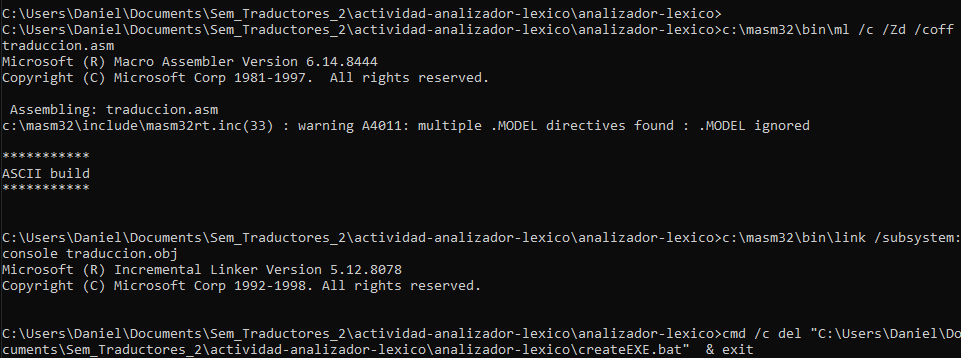 C:\Users\Daniel\Documents\Sem_Traductores_2\actividad-analizador-lexico\analizador-lexico>
C:\Users\Daniel\Documents\Sem_Traductores_2\actividad-analizador-lexico\analizador-lexico>c:\masm32\bin\ml /c /Zd /coff
traduccion.asm
Microsoft (R) Macro Assembler Version 6.14.8444
Copyright (C) Microsoft Corp 1981-1997.  All rights reserved.
 Assembling: traduccion.asm
c:\masm32\include\masm32rt.inc(33) : warning A4011: multiple .MODEL directives found : .MODEL ignored
***********
ASCII build
***********
C:\Users\Daniel\Documents\Sem_Traductores_2\actividad-analizador-lexico\analizador-lexico>c:\masm32\bin\link /subsystem:
console traduccion.obj
Microsoft (R) Incremental Linker Version 5.12.8078
Copyright (C) Microsoft Corp 1992-1998. All rights reserved.
C:\Users\Daniel\Documents\Sem_Traductores_2\actividad-analizador-lexico\analizador-lexico>cmd /c del "C:\Users\Daniel\Do
cuments\Sem_Traductores_2\actividad-analizador-lexico\analizador-lexico\createEXE.bat"  & exit